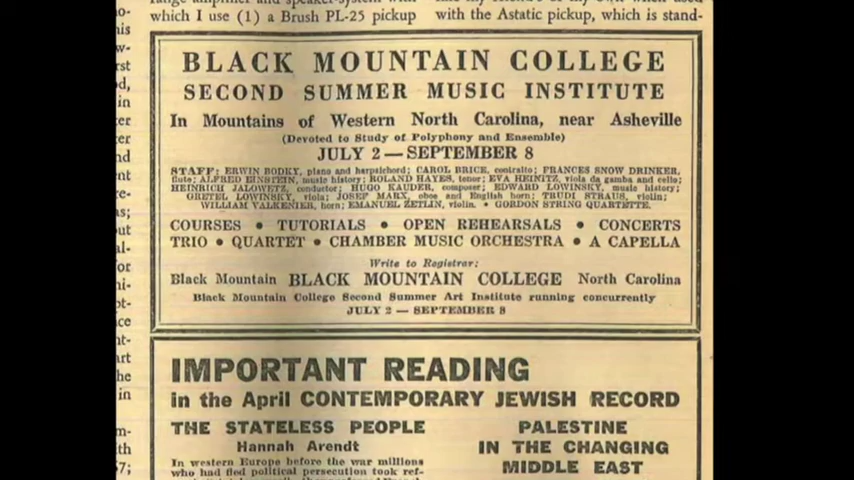 range amplifier and speaker-system with
which I use (1) a Brush PL-25 pickup
with the Astatic pickup, which is stand-
BLACK MOUNTAIN COLLEGE
SECOND SUMMER MUSIC INSTITUTE
In Mountains of Western North Carolina, near Asheville
(Devoted to Study of Polyphony and Ensemble)
JULY 2 — SEPTEMBER 8
STAFF: ERWIN BODKY, piano and harpsichord; CAROL BRICE, contralto; FRANCES SNOW DRINKER,
flute; ALFRED EINSTEIN, music history; ROLAND HAYES, tenor; EVA HEINITZ, viola da gamba and cello;
HEINRICH JALOWETZ, conductor; HUGO KAUDER, composer; EDWARD LOWINSKY, music history;
GRETEL LOWINSKY, viola; JOSEF MARX, oboe and English horn; TRUDI STRAUS, violin;
WILLIAM VALKENIER, horn; EMANUEL ZETLIN, violin. • GORDON STRING QUARTETTE.
COURSES • TUTORIALS • OPEN REHEARSALS • CONCERTS
TRIO • QUARTET • CHAMBER MUSIC ORCHESTRA • A CAPELLA
Write to Registrar:
Black Mountain BLACK MOUNTAIN COLLEGE North Carolina
Black Mountain College Second Summer Art Institute running concurrently
JULY 2 — SEPTEMBER 8
IMPORTANT READING
in the April CONTEMPORARY JEWISH RECORD
THE STATELESS PEOPLE
Hannah Arendt
In western Europe before the war millions
who had fled political persecution took ref-
PALESTINE
IN THE CHANGING
MIDDLE EAST